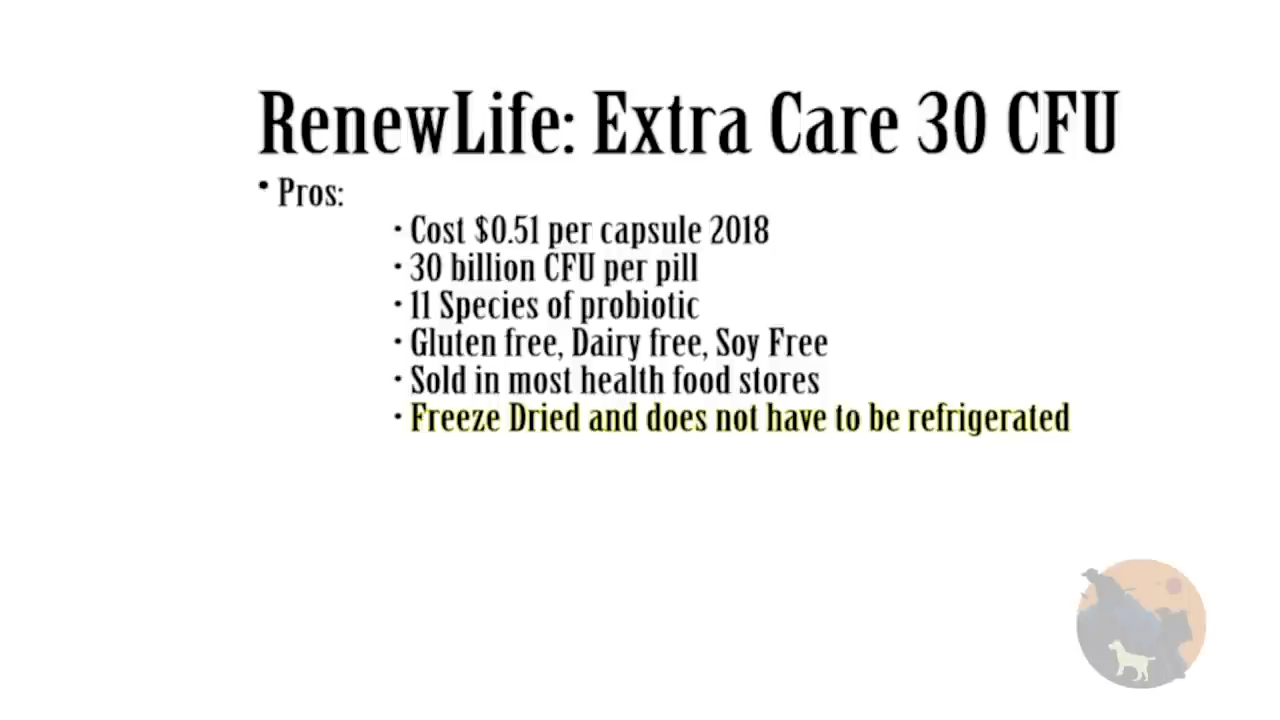 RenewLife: Extra Care 30 CFU
• Pros:
• Cost $0.51 per capsule 2018
• 30 billion CFU per pill
• 11 Species of probiotic
• Gluten free, Dairy free, Soy Free
• Sold in most health food stores
• Freeze Dried and does not have to be refrigerated